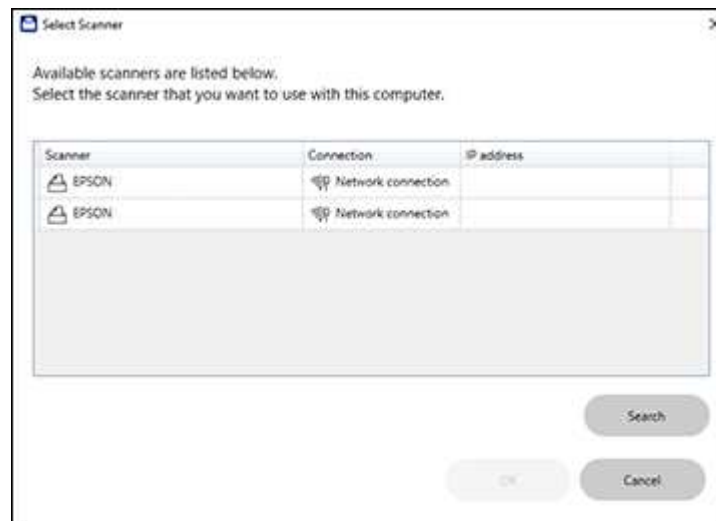 Select Scanner
Available scanners are listed below.
Select the scanner that you want to use with this computer.
Scanner Connection IP address
EPSON Network connection
EPSON Network connection
Search
OK Cancel